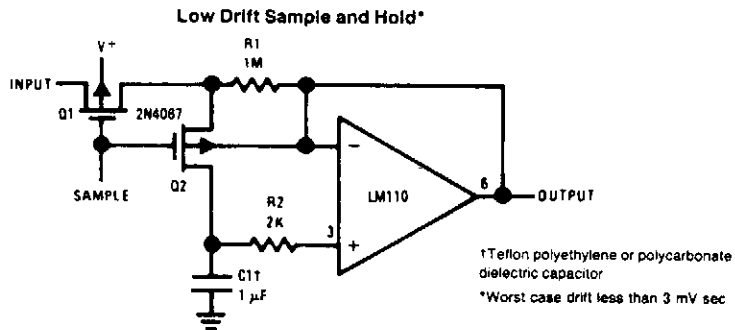 Low Drift Sample and Hold*
R1
1M
V+
INPUT
Q1
2N4067
SAMPLE
Q2
R2
2K
LM110
3
6
OUTPUT
−
+
C1†
1 µF
†Teflon polyethylene or polycarbonate
dielectric capacitor
*Worst case drift less than 3 mV sec